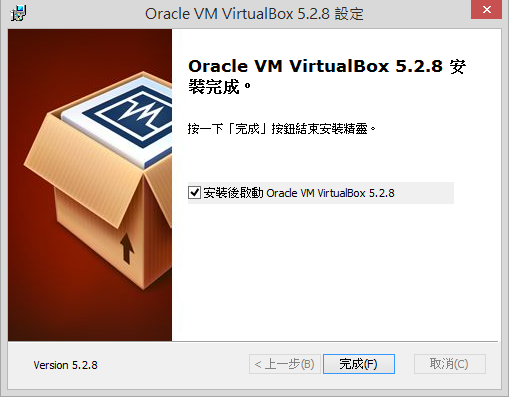 Oracle VM VirtualBox 5.2.8 設定
Oracle VM VirtualBox 5.2.8 安
裝完成。
按一下「完成」按鈕結束安裝精靈。
安裝後啟動 Oracle VM VirtualBox 5.2.8
Version 5.2.8
< 上一步(B)
完成(F)
取消(C)